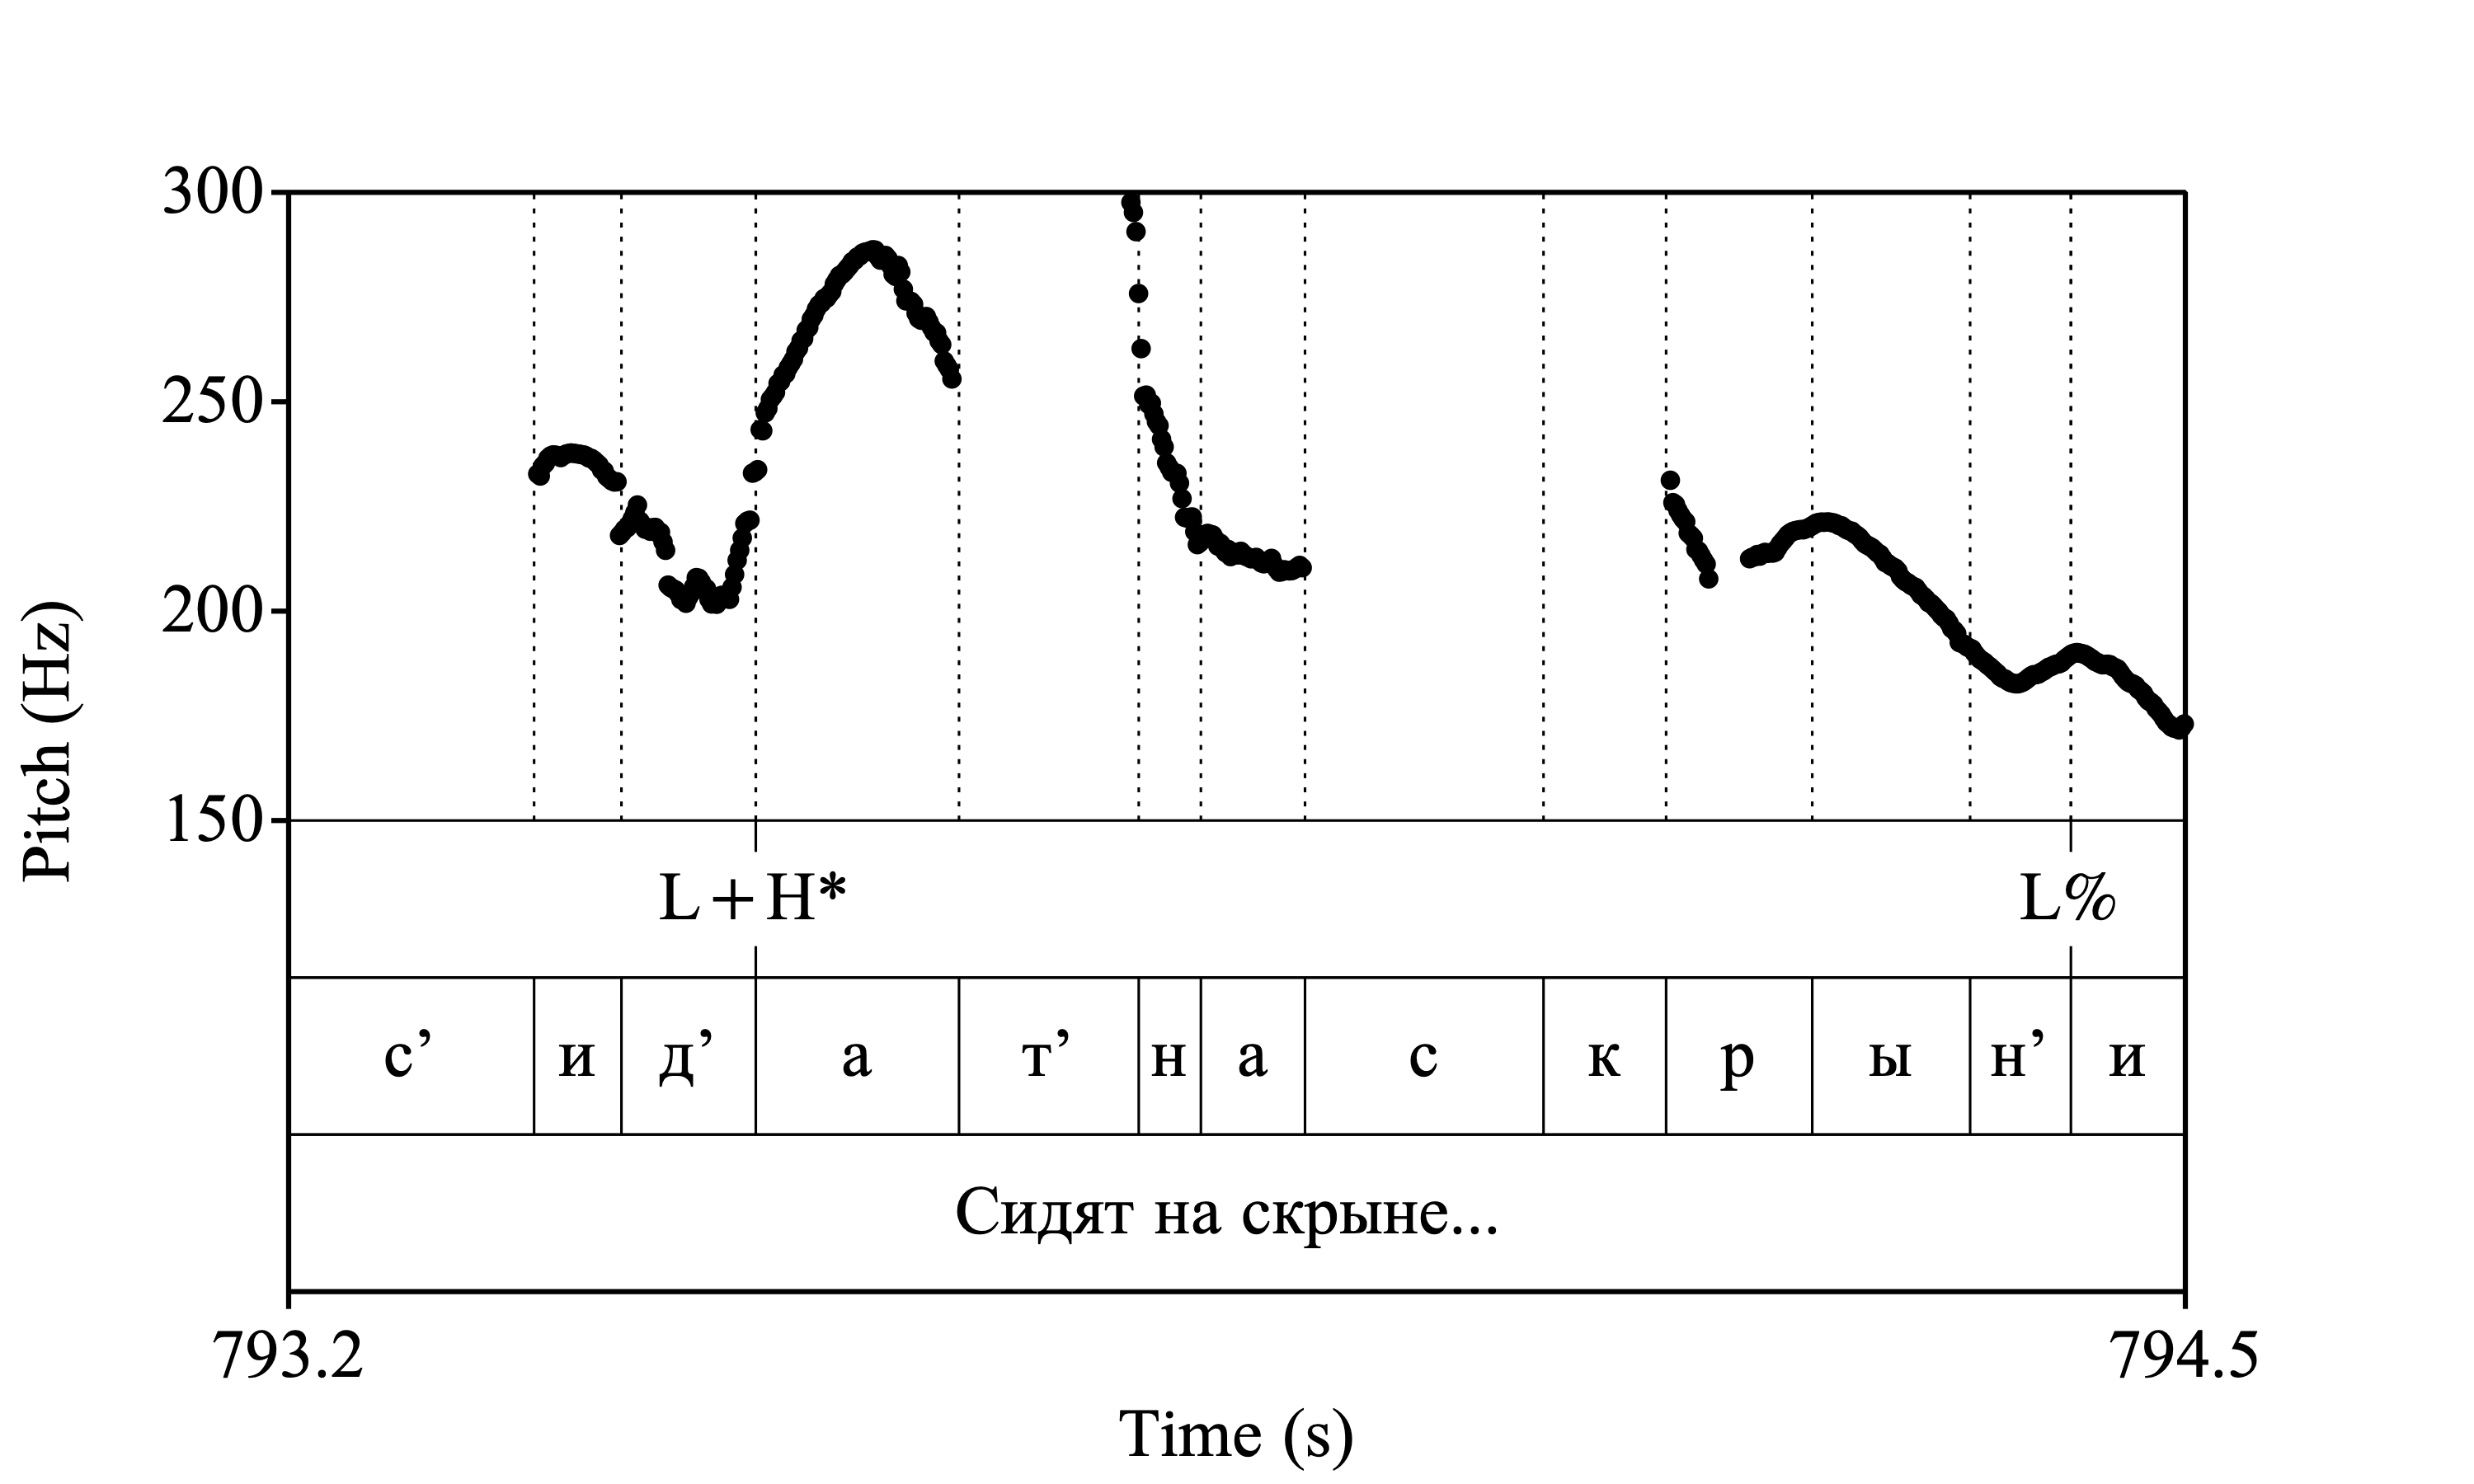 300
250
200
150
Pitch (Hz)
L+H* L%
с’ и д’ а т’ н а с к р ы н’ и
Сидят на скрыне...
793.2 794.5
Time (s)